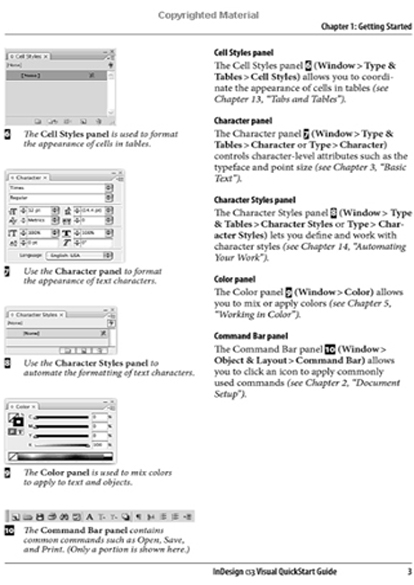 Copyrighted Material
Chapter 1: Getting Started
Cell Styles
[None]
[None]
6 The Cell Styles panel is used to format
the appearance of cells in tables.
Character
Times
Regular
12 pt
(14.4 pt)
Metrics
0
100%
100%
0 pt
0°
Language: English: USA
7 Use the Character panel to format
the appearance of text characters.
Character Styles
[None]
[None]
8 Use the Character Styles panel to
automate the formatting of text characters.
Color
C
M
Y
K
0
0
0
100
%
9 The Color panel is used to mix colors
to apply to text and objects.
10 The Command Bar panel contains
common commands such as Open, Save,
and Print. (Only a portion is shown here.)
Cell Styles panel
The Cell Styles panel 6 (Window > Type &
Tables > Cell Styles) allows you to coordi-
nate the appearance of cells in tables (see
Chapter 13, “Tabs and Tables”).
Character panel
The Character panel 7 (Window > Type &
Tables > Character or Type > Character)
controls character-level attributes such as the
typeface and point size (see Chapter 3, “Basic
Text”).
Character Styles panel
The Character Styles panel 8 (Window > Type
& Tables > Character Styles or Type > Char-
acter Styles) lets you define and work with
character styles (see Chapter 14, “Automating
Your Work”).
Color panel
The Color panel 9 (Window > Color) allows
you to mix or apply colors (see Chapter 5,
“Working in Color”).
Command Bar panel
The Command Bar panel 10 (Window >
Object & Layout > Command Bar) allows
you to click an icon to apply commonly
used commands (see Chapter 2, “Document
Setup”).
InDesign CS3 Visual QuickStart Guide 3